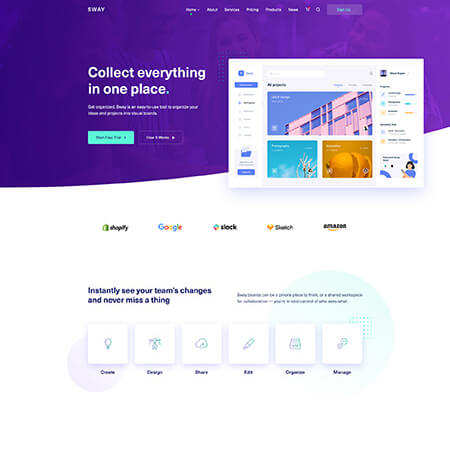 SWAY
Home
About
Services
Pricing
Products
News
Sign Up
Collect everything
in one place.
Get organized. Sway is an easy-to-use tool to organize your
ideas and projects into visual boards.
Start Free Trial
How It Works
Sway
All projects
Photography
shopify
Google
slack
Sketch
amazon
Instantly see your team's changes
and never miss a thing
Sway boards can be a private place to think, or a shared workspace
for collaboration — you're in total control of who sees what.
Create
Design
Share
Edit
Organize
Manage